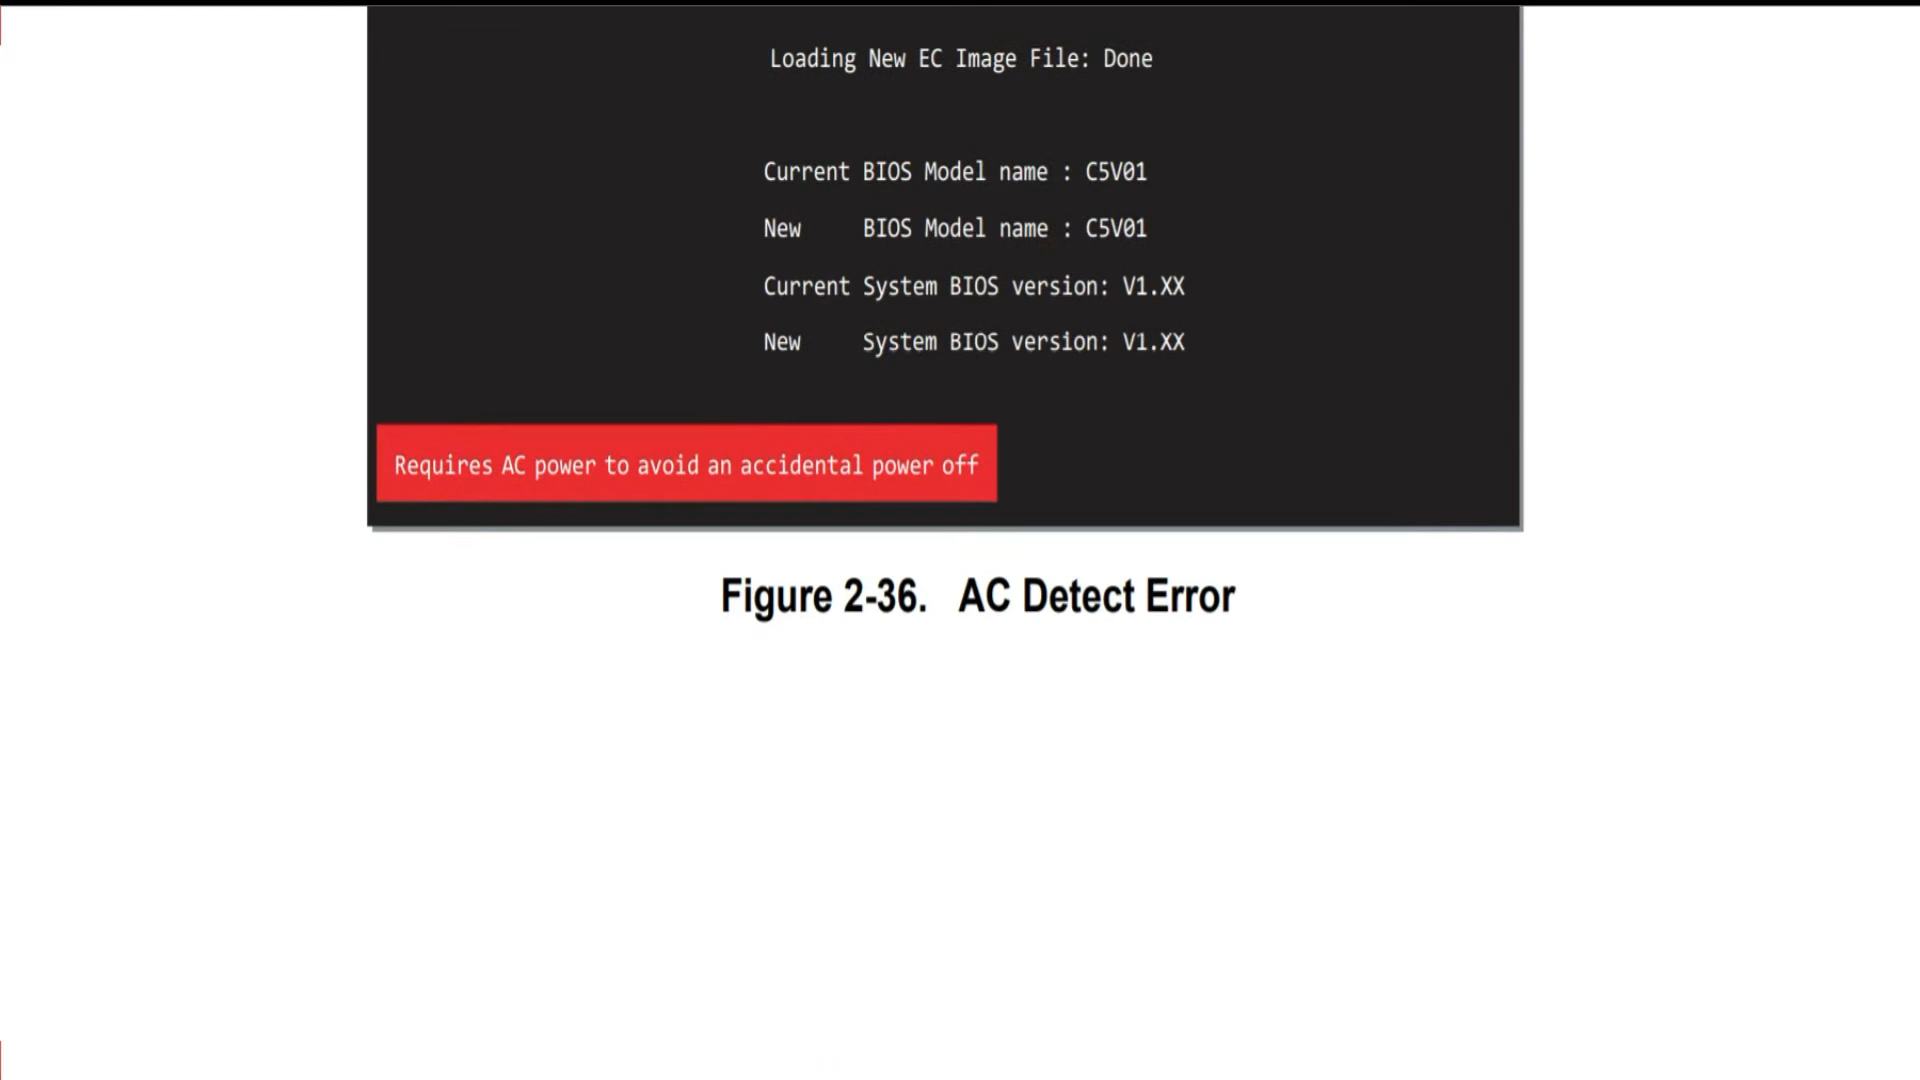 Loading New EC Image File: Done
Current BIOS Model name : C5V01
New BIOS Model name : C5V01
Current System BIOS version: V1.XX
New System BIOS version: V1.XX
Requires AC power to avoid an accidental power off
Figure 2-36. AC Detect Error